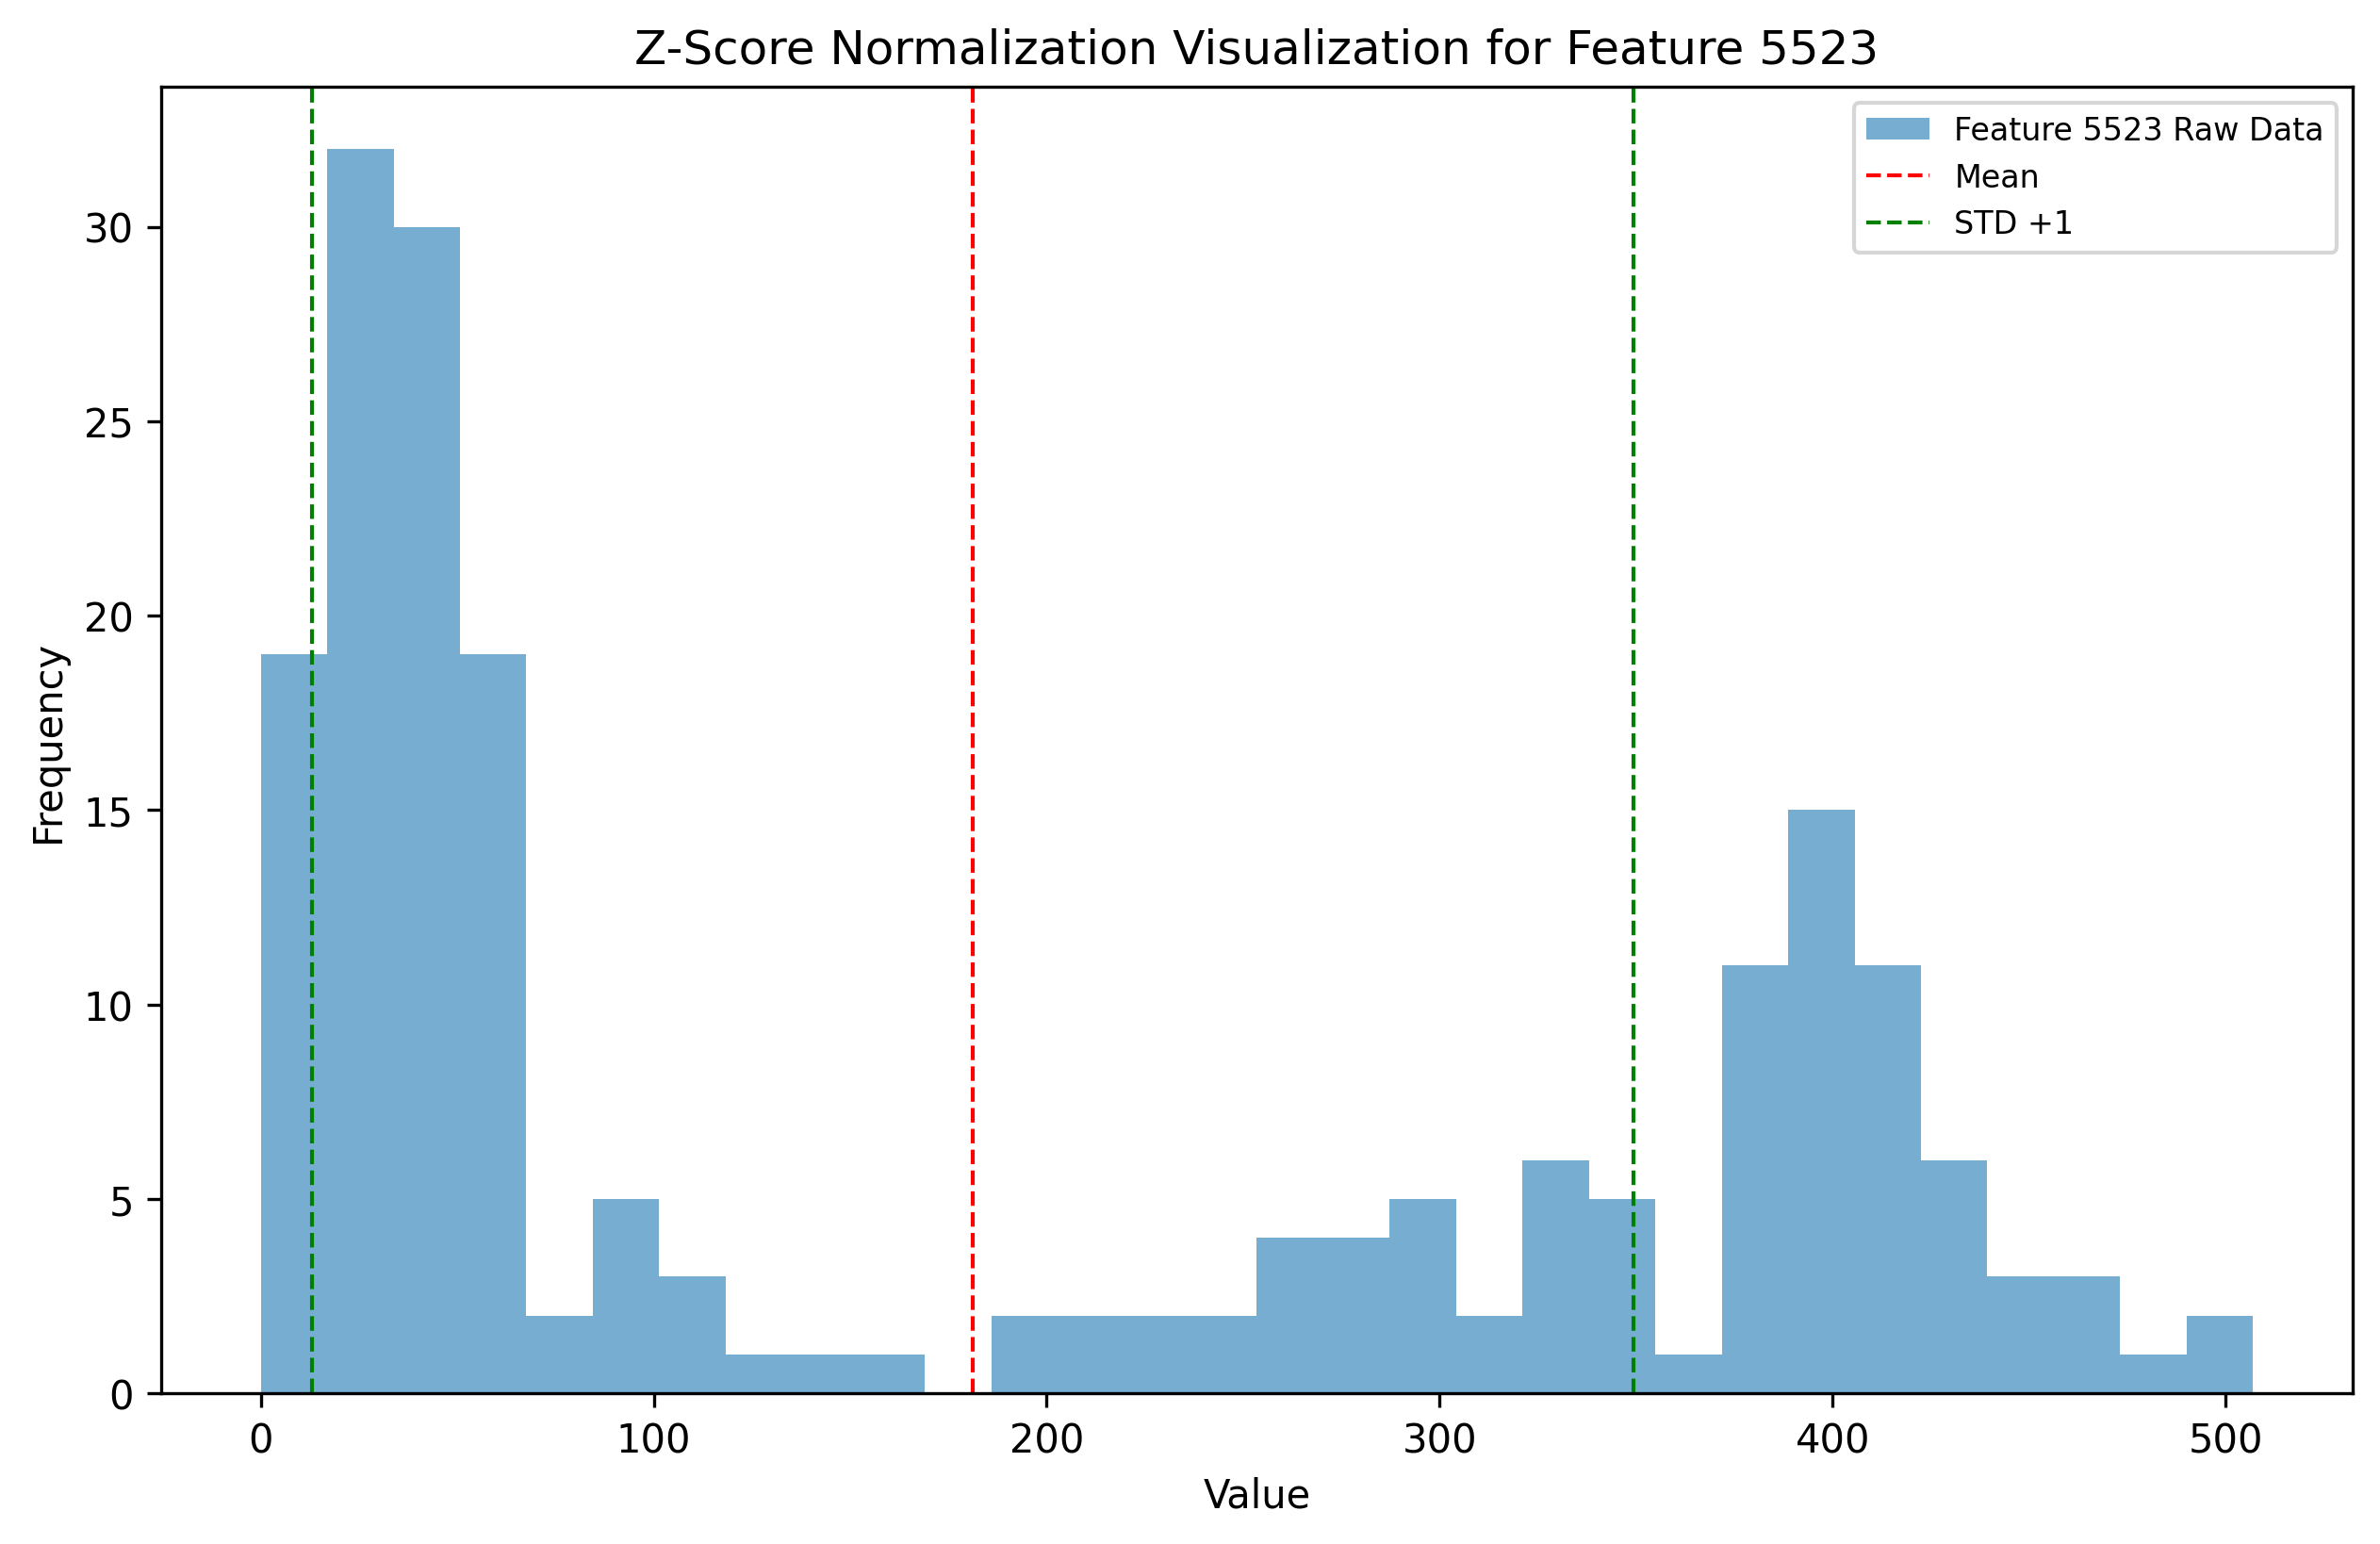 Z-Score Normalization Visualization for Feature 5523
Feature 5523 Raw Data
Mean
STD +1
Frequency
30
25
20
15
10
5
0
0 100 200 300 400 500
Value